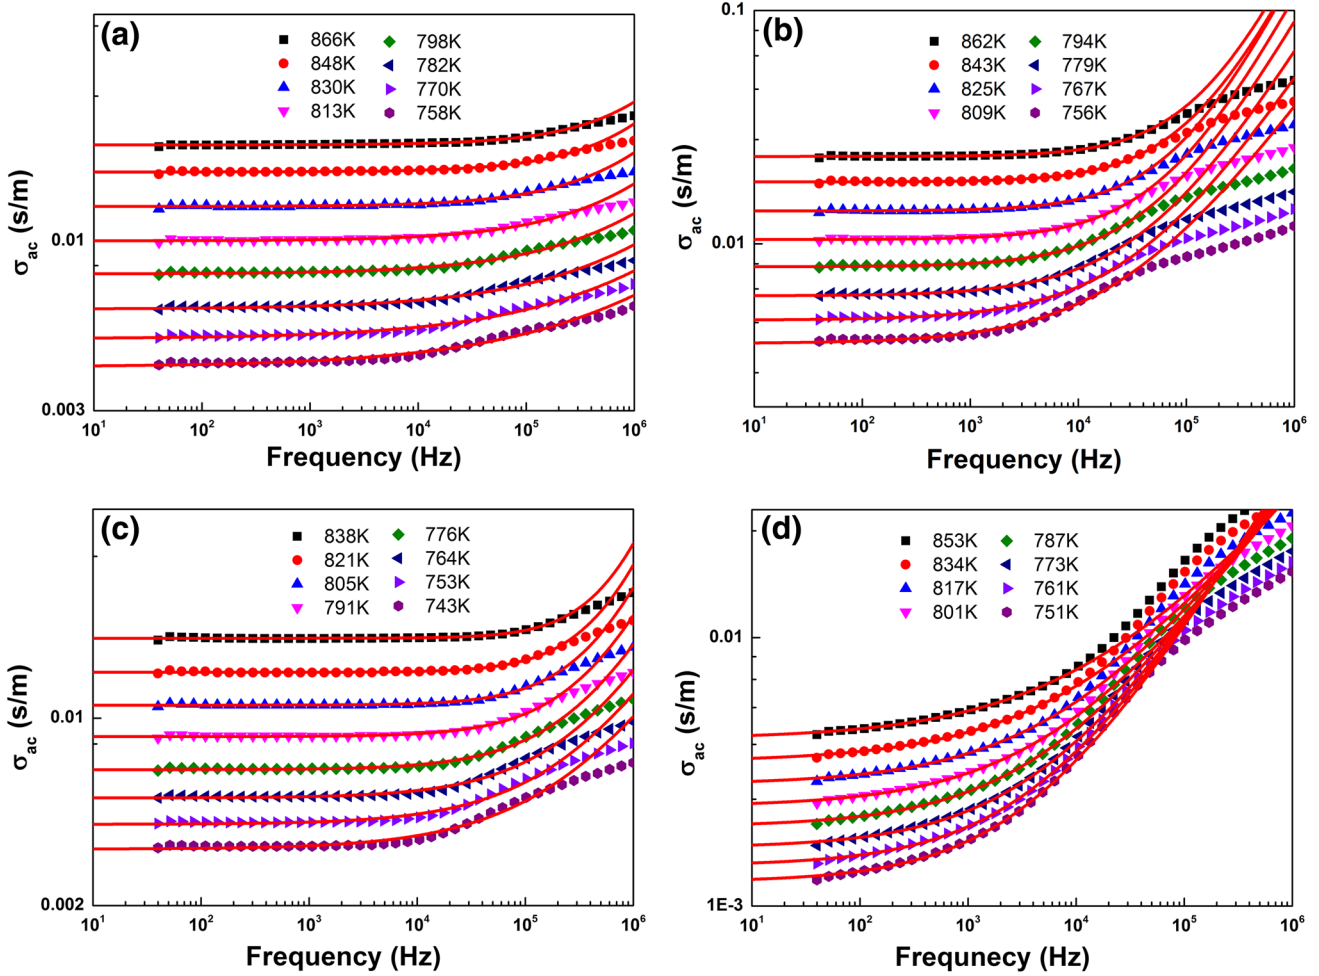 (a)
866K 798K
848K 782K
830K 770K
813K 758K
σac (s/m)
0.01
0.003
10¹ 10² 10³ 10⁴ 10⁵ 10⁶
Frequency (Hz)
(b)
862K 794K
843K 779K
825K 767K
809K 756K
σac (s/m)
0.1
0.01
10¹ 10² 10³ 10⁴ 10⁵ 10⁶
Frequency (Hz)
(c)
838K 776K
821K 764K
805K 753K
791K 743K
σac (s/m)
0.01
0.002
10¹ 10² 10³ 10⁴ 10⁵ 10⁶
Frequency (Hz)
(d)
853K 787K
834K 773K
817K 761K
801K 751K
σac (s/m)
0.01
1E-3
10¹ 10² 10³ 10⁴ 10⁵ 10⁶
Frequnecy (Hz)